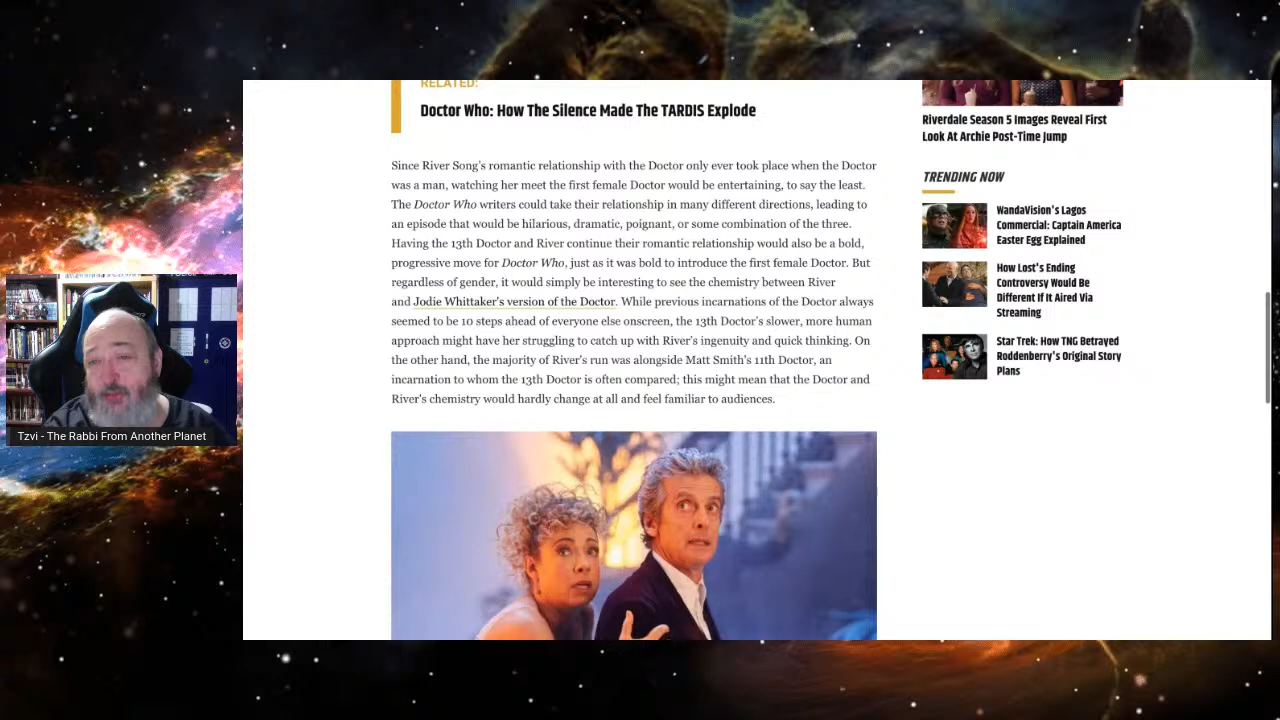 RELATED:
Doctor Who: How The Silence Made The TARDIS Explode
Since River Song's romantic relationship with the Doctor only ever took place when the Doctor
was a man, watching her meet the first female Doctor would be entertaining, to say the least.
The Doctor Who writers could take their relationship in many different directions, leading to
an episode that would be hilarious, dramatic, poignant, or some combination of the three.
Having the 13th Doctor and River continue their romantic relationship would also be a bold,
progressive move for Doctor Who, just as it was bold to introduce the first female Doctor. But
regardless of gender, it would simply be interesting to see the chemistry between River
and Jodie Whittaker's version of the Doctor. While previous incarnations of the Doctor always
seemed to be 10 steps ahead of everyone else onscreen, the 13th Doctor's slower, more human
approach might have her struggling to catch up with River's ingenuity and quick thinking. On
the other hand, the majority of River's run was alongside Matt Smith's 11th Doctor, an
incarnation to whom the 13th Doctor is often compared; this might mean that the Doctor and
River's chemistry would hardly change at all and feel familiar to audiences.
Riverdale Season 5 Images Reveal First
Look At Archie Post-Time Jump
TRENDING NOW
WandaVision's Lagos
Commercial: Captain America
Easter Egg Explained
How Lost's Ending
Controversy Would Be
Different If It Aired Via
Streaming
Star Trek: How TNG Betrayed
Roddenberry's Original Story
Plans
Tzvi - The Rabbi From Another Planet